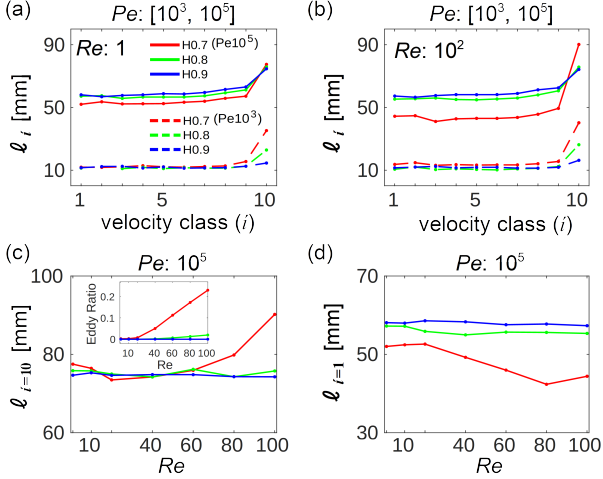 (a) Pe: [10³, 10⁵]
Re: 1
H0.7 (Pe10⁵)
H0.8
H0.9
H0.7 (Pe10³)
H0.8
H0.9
90
50
10
ℓ i [mm]
1 5 10
velocity class (i)
(b) Pe: [10³, 10⁵]
Re: 10²
90
50
10
ℓ i [mm]
1 5 10
velocity class (i)
(c) Pe: 10⁵
100
80
60
40
ℓ i=10 [mm]
Eddy Ratio
0.2
0.1
0
10 40 60 80 100
Re
10 40 60 80 100
Re
(d) Pe: 10⁵
70
50
30
ℓ i=1 [mm]
10 40 60 80 100
Re